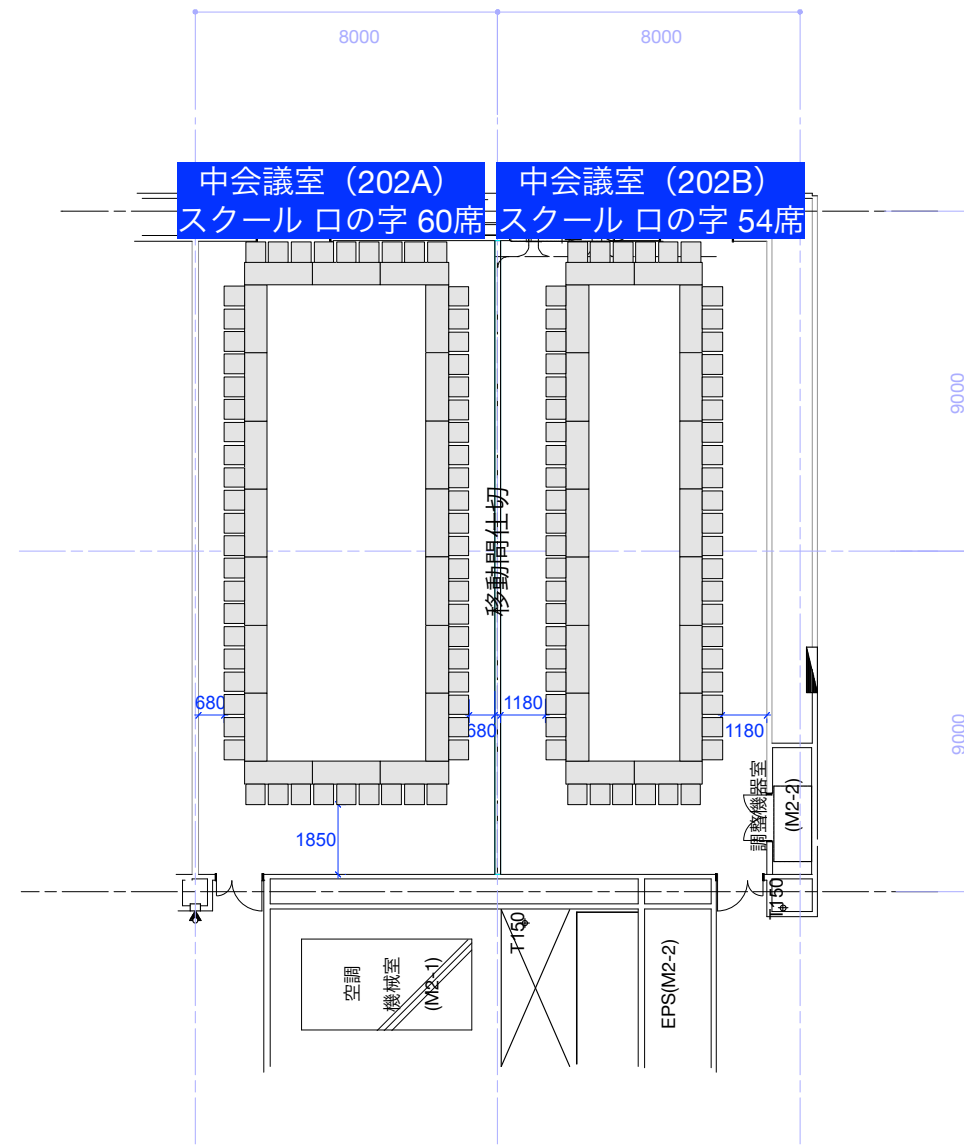 8000
8000
中会議室（202A）
スクール ロの字 60席
中会議室（202B）
スクール ロの字 54席
9000
移動間仕切
680
680
1180
1180
9000
1850
調整機器室
(M2-2)
T150
T150
空調
機械室
(M2-1)
EPS(M2-2)